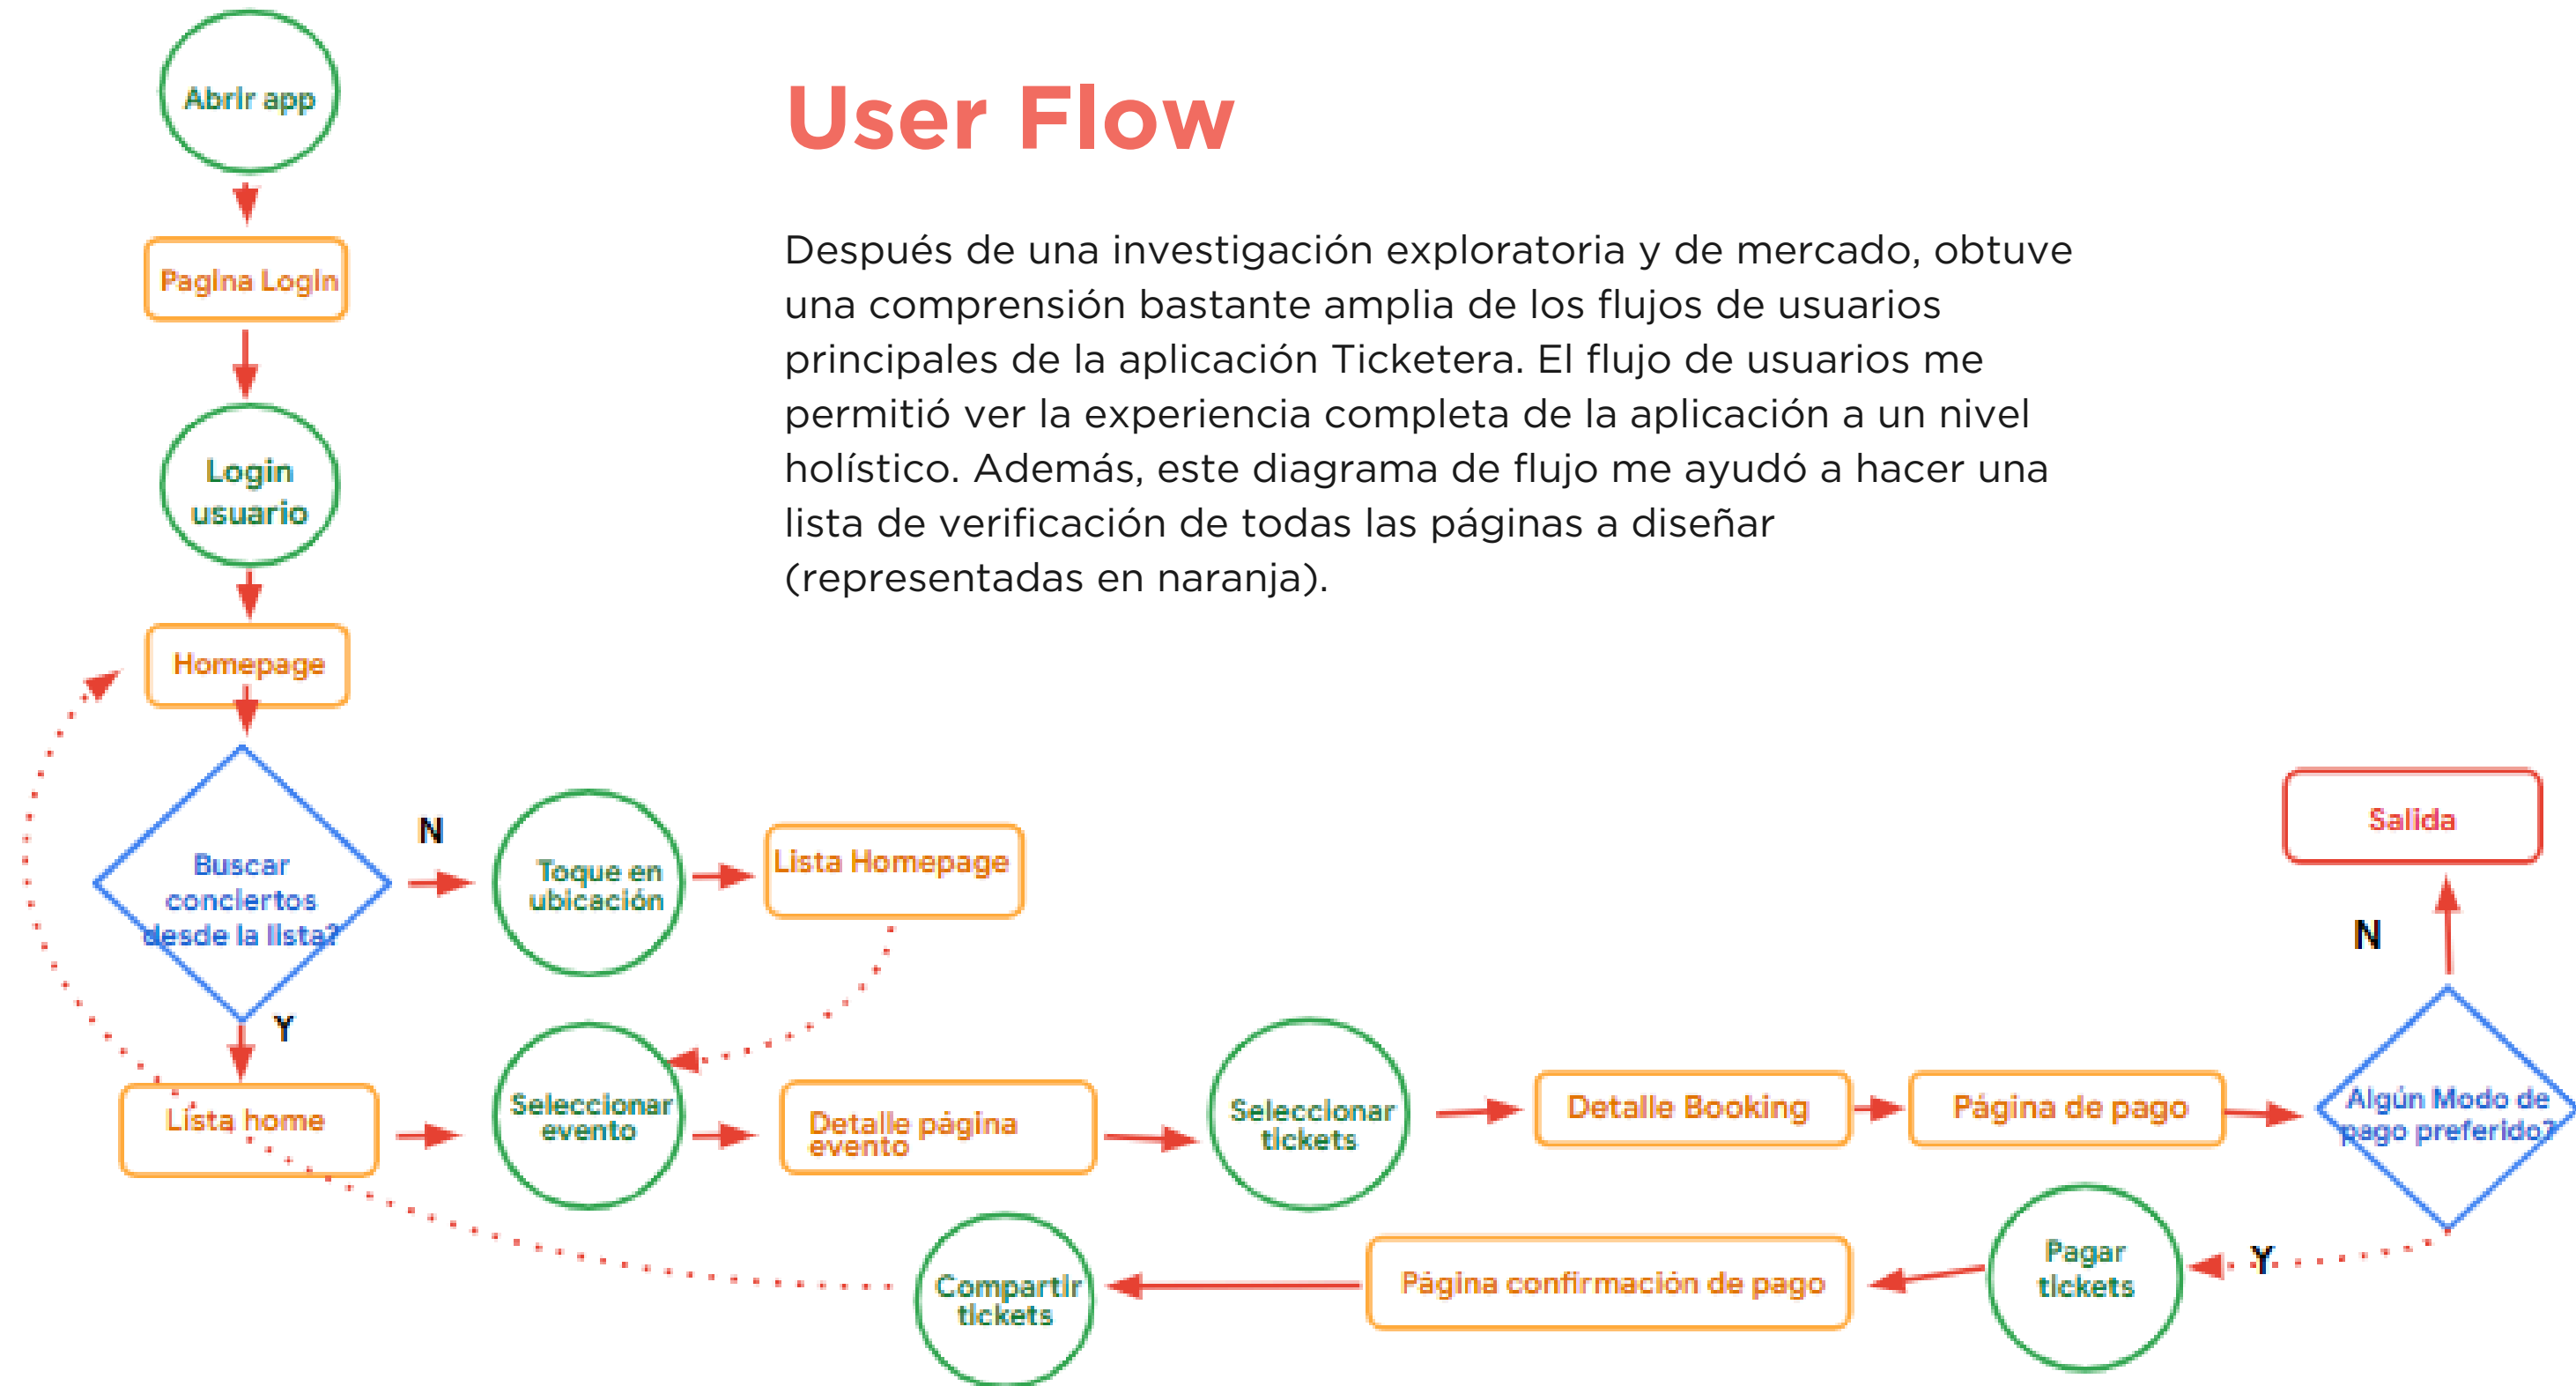 Abrir app
User Flow
Pagina Login
Después de una investigación exploratoria y de mercado, obtuve
una comprensión bastante amplia de los flujos de usuarios
principales de la aplicación Ticketera. El flujo de usuarios me
permitió ver la experiencia completa de la aplicación a un nivel
holístico. Además, este diagrama de flujo me ayudó a hacer una
lista de verificación de todas las páginas a diseñar
(representadas en naranja).
Login
usuario
Homepage
Buscar
conciertos
desde la lista?
N
Toque en
ubicación
Lista Homepage
Y
Lista home
Seleccionar
evento
Detalle página
evento
Seleccionar
tickets
Detalle Booking
Página de pago
Algún Modo de
pago preferido?
N
Salida
Y
Pagar
tickets
Página confirmación de pago
Compartir
tickets